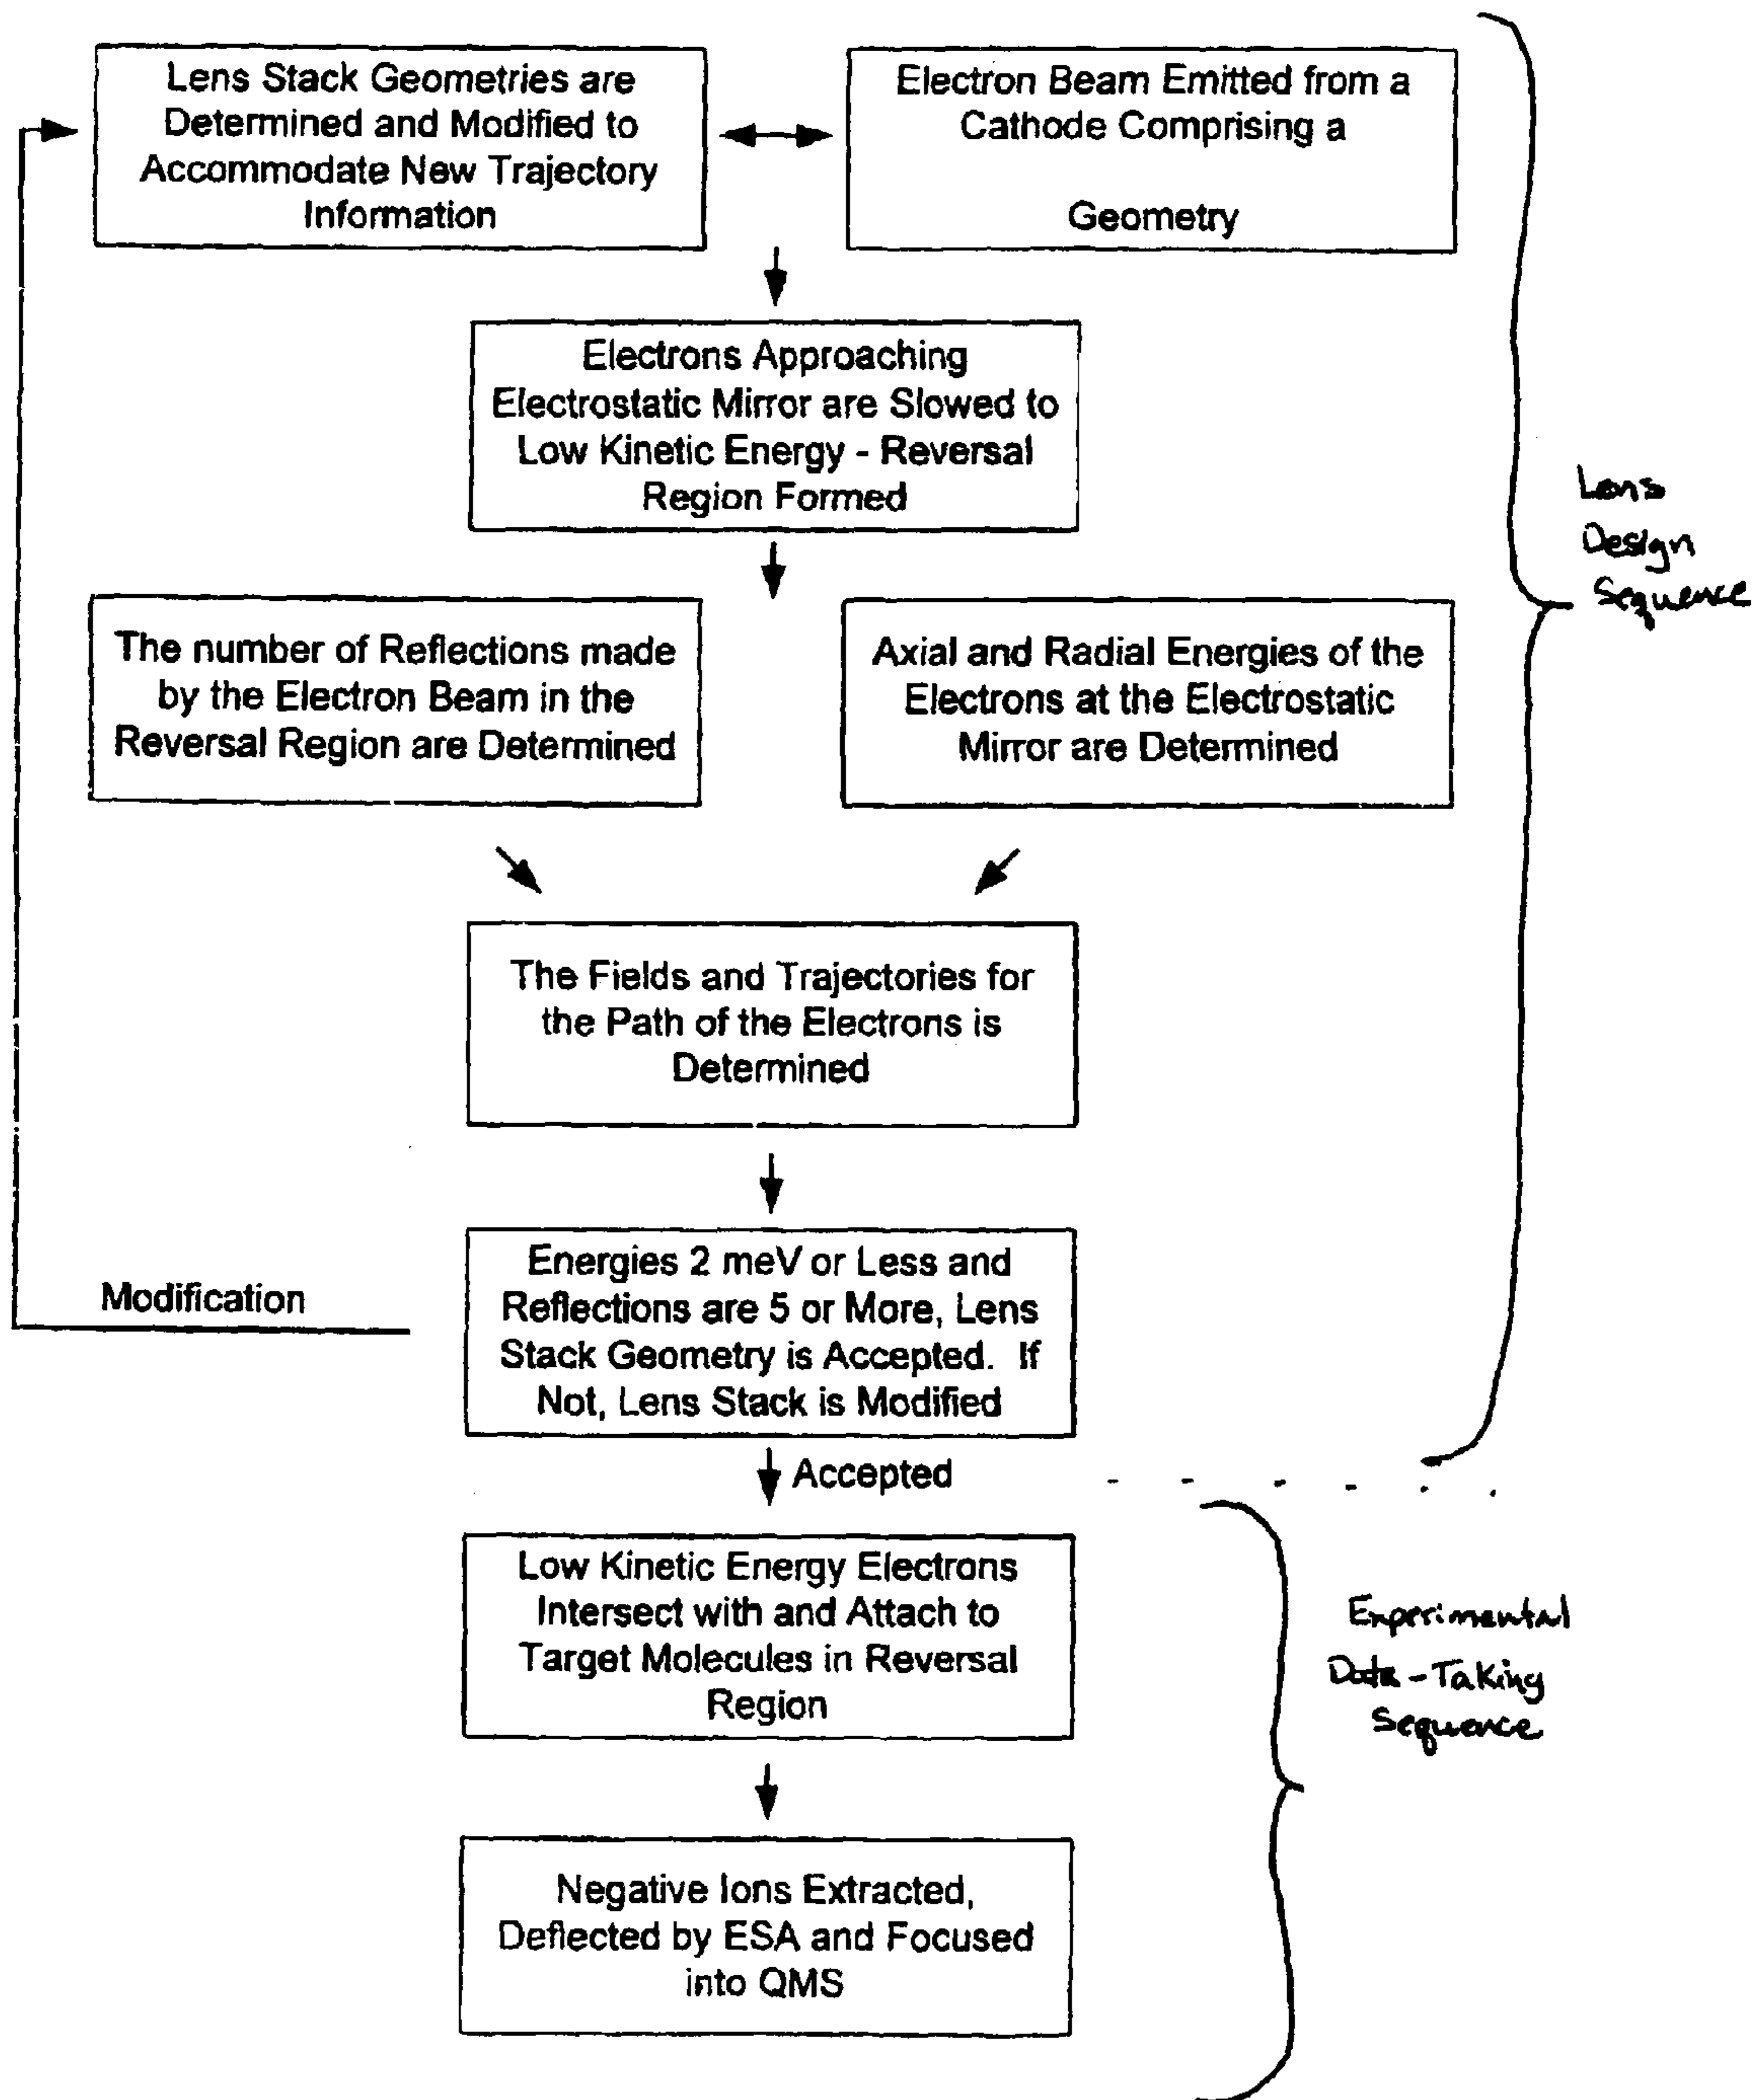 Lens Stack Geometries are
Determined and Modified to
Accommodate New Trajectory
Information
Electron Beam Emitted from a
Cathode Comprising a
Geometry
Electrons Approaching
Electrostatic Mirror are Slowed to
Low Kinetic Energy - Reversal
Region Formed
Lens
Design
Sequence
The number of Reflections made
by the Electron Beam in the
Reversal Region are Determined
Axial and Radial Energies of the
Electrons at the Electrostatic
Mirror are Determined
The Fields and Trajectories for
the Path of the Electrons is
Determined
Modification
Energies 2 meV or Less and
Reflections are 5 or More, Lens
Stack Geometry is Accepted. If
Not, Lens Stack is Modified
Accepted
Low Kinetic Energy Electrons
Intersect with and Attach to
Target Molecules in Reversal
Region
Experimental
Data-Taking
Sequence
Negative Ions Extracted,
Deflected by ESA and Focused
into QMS